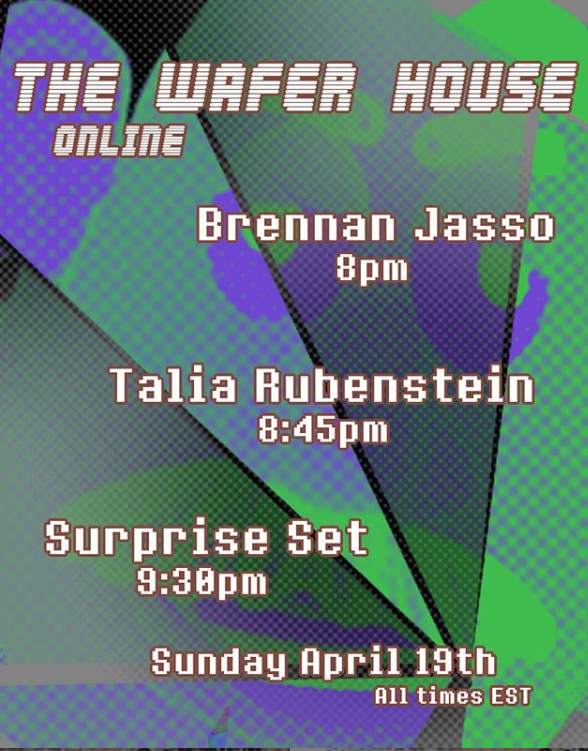 THE WAFER HOUSE
ONLINE
Brennan Jasso
8pm
Talia Rubenstein
8:45pm
Surprise Set
9:30pm
Sunday April 19th
All times EST